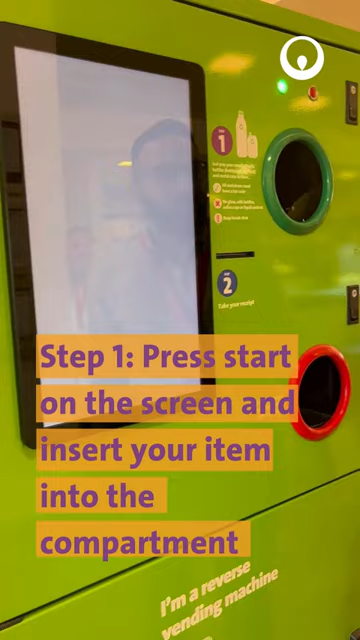 1
2
Take your receipt
Step 1: Press start
on the screen and
insert your item
into the
compartment
I'm a reverse
vending machine